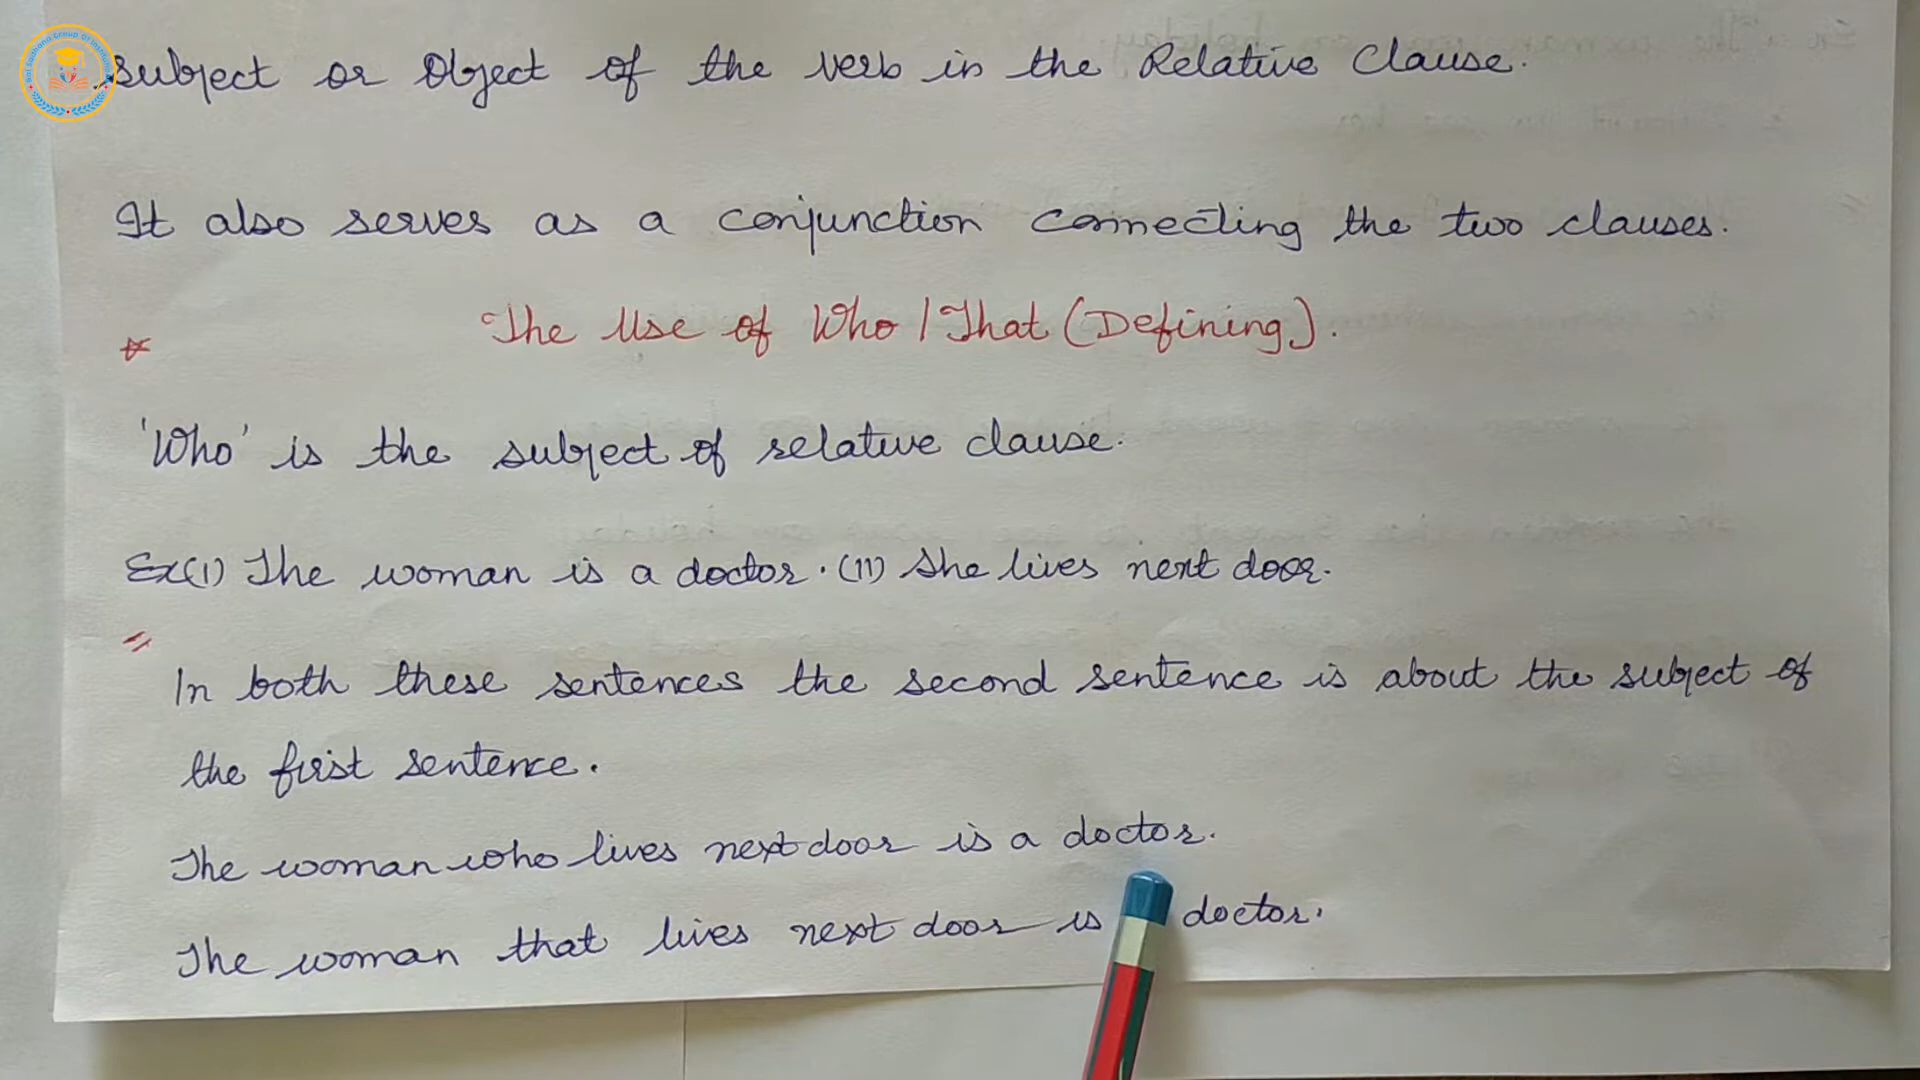 subject or Object of the verb in the Relative Clause.
It also serves as a conjunction connecting the two clauses.
The Use of Who / That (Defining).
'Who' is the subject of relative clause.
Ex(I) The woman is a doctor. (II) She lives next door.
In both these sentences the second sentence is about the subject of
the first sentence.
The woman who lives next door is a doctor.
The woman that lives next door is doctor.